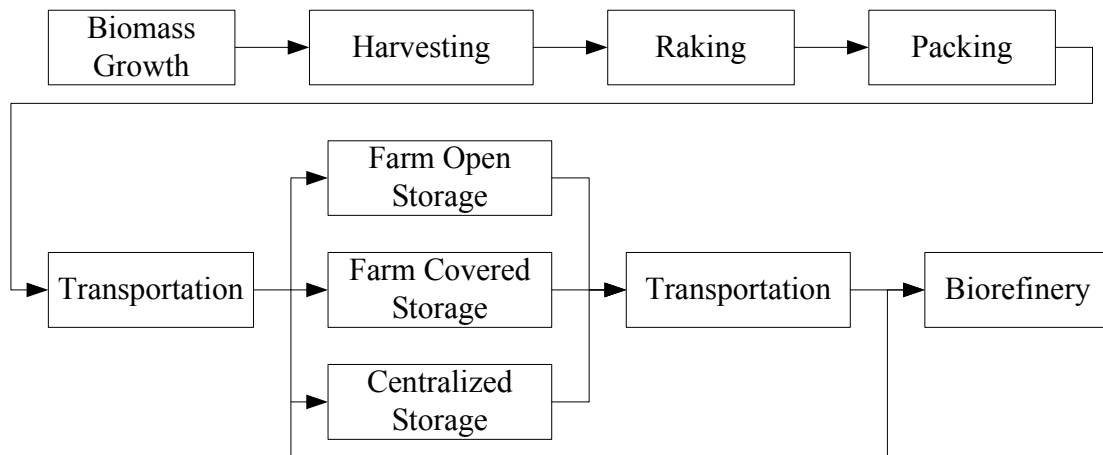 Biomass
Growth
Harvesting
Raking
Packing
Farm Open
Storage
Transportation
Farm Covered
Storage
Transportation
Biorefinery
Centralized
Storage